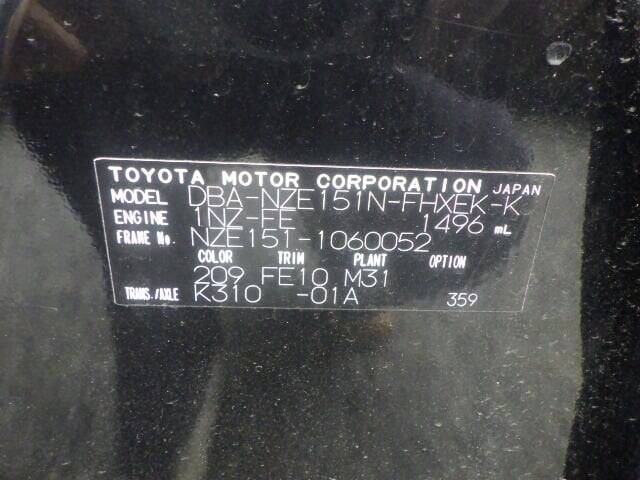 TOYOTA MOTOR CORPORATION JAPAN
MODEL DBA-NZE151N-FHXEK-K
ENGINE 1NZ-FE 1496 mL
FRAME No. NZE151-1060052
COLOR TRIM PLANT OPTION
209 FE10 M31
TRANS./AXLE K310 -01A 359